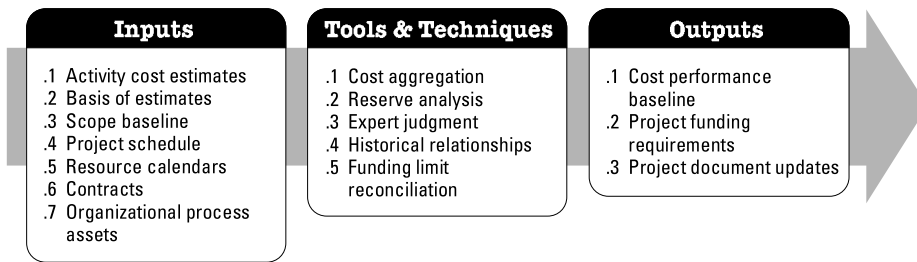 Inputs
.1 Activity cost estimates
.2 Basis of estimates
.3 Scope baseline
.4 Project schedule
.5 Resource calendars
.6 Contracts
.7 Organizational process
assets
Tools & Techniques
.1 Cost aggregation
.2 Reserve analysis
.3 Expert judgment
.4 Historical relationships
.5 Funding limit
reconciliation
Outputs
.1 Cost performance
baseline
.2 Project funding
requirements
.3 Project document updates